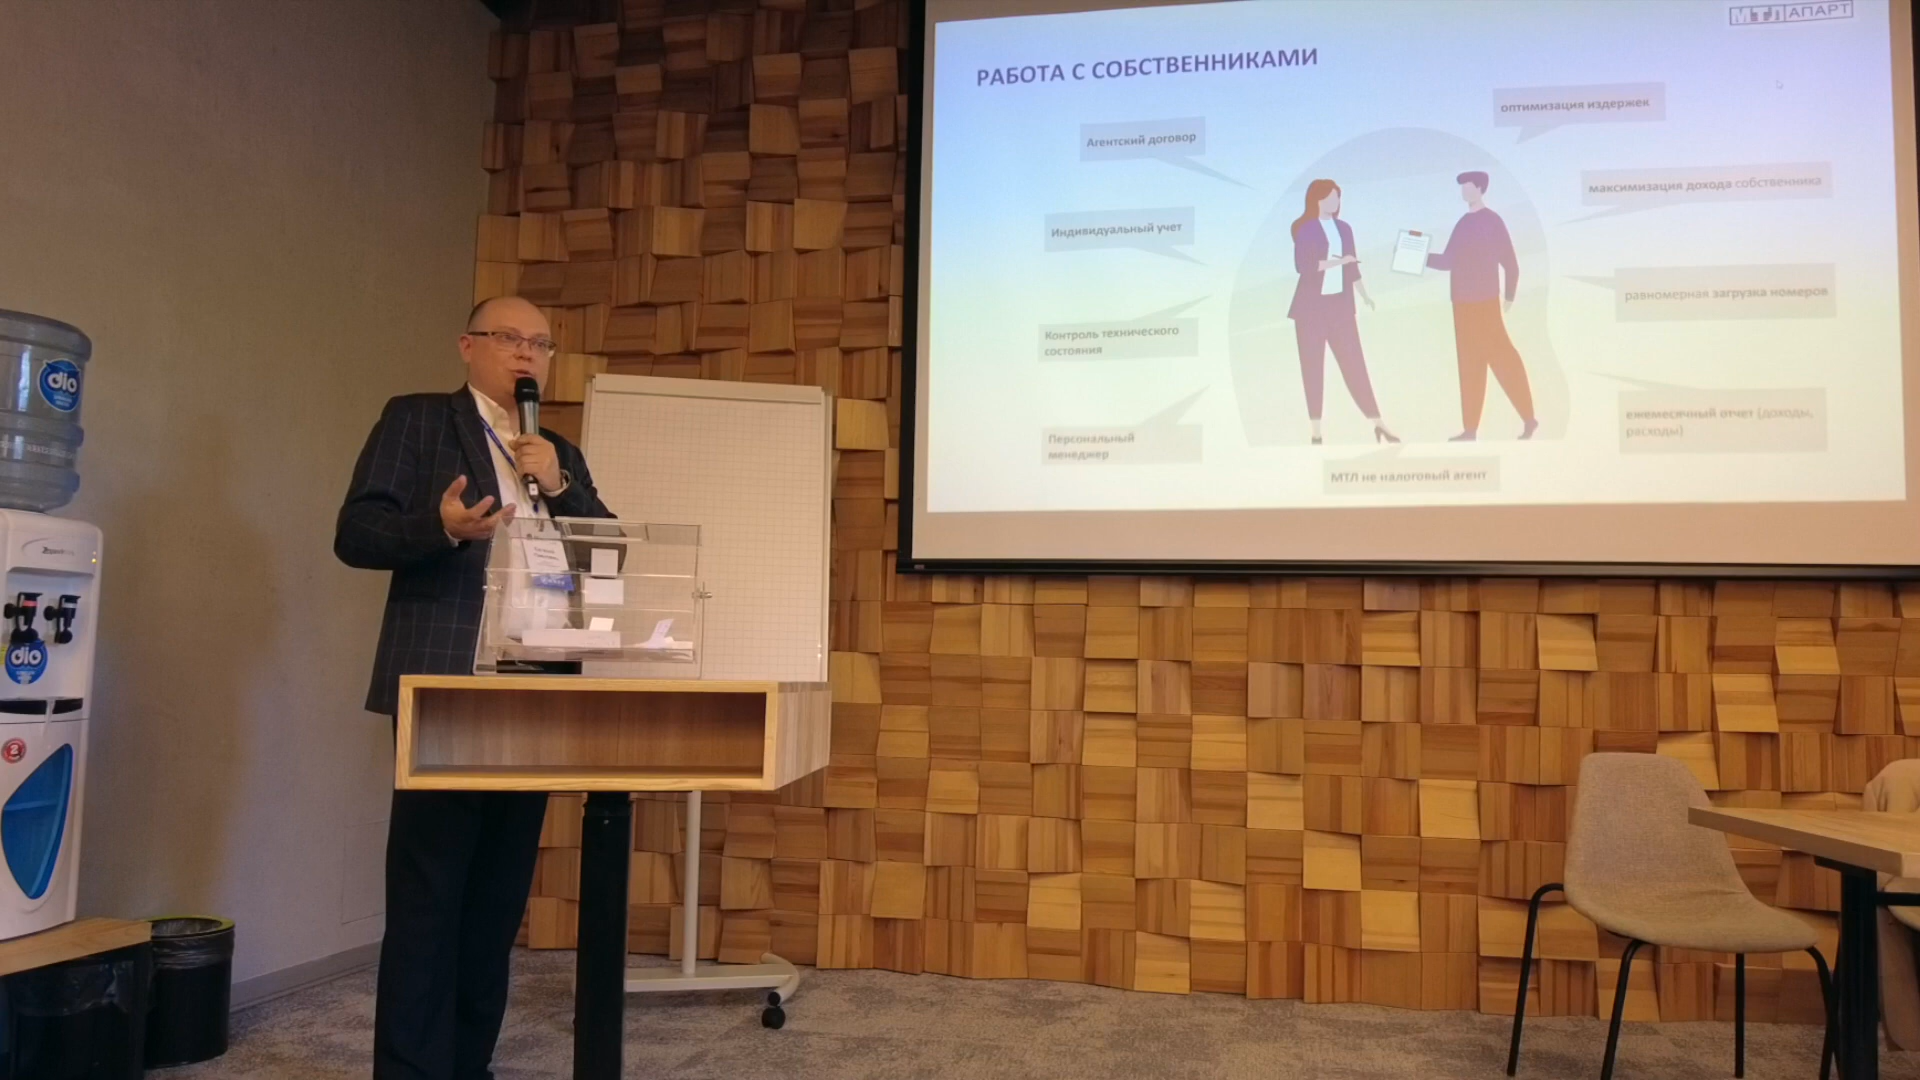 МТЛ АПАРТ
РАБОТА С СОБСТВЕННИКАМИ
Агентский договор
Индивидуальный учет
Контроль технического
состояния
Персональный
менеджер
оптимизация издержек
максимизация дохода собственника
равномерная загрузка номеров
ежемесячный отчет (доходы,
расходы)
МТЛ не налоговый агент
dio
dio
2